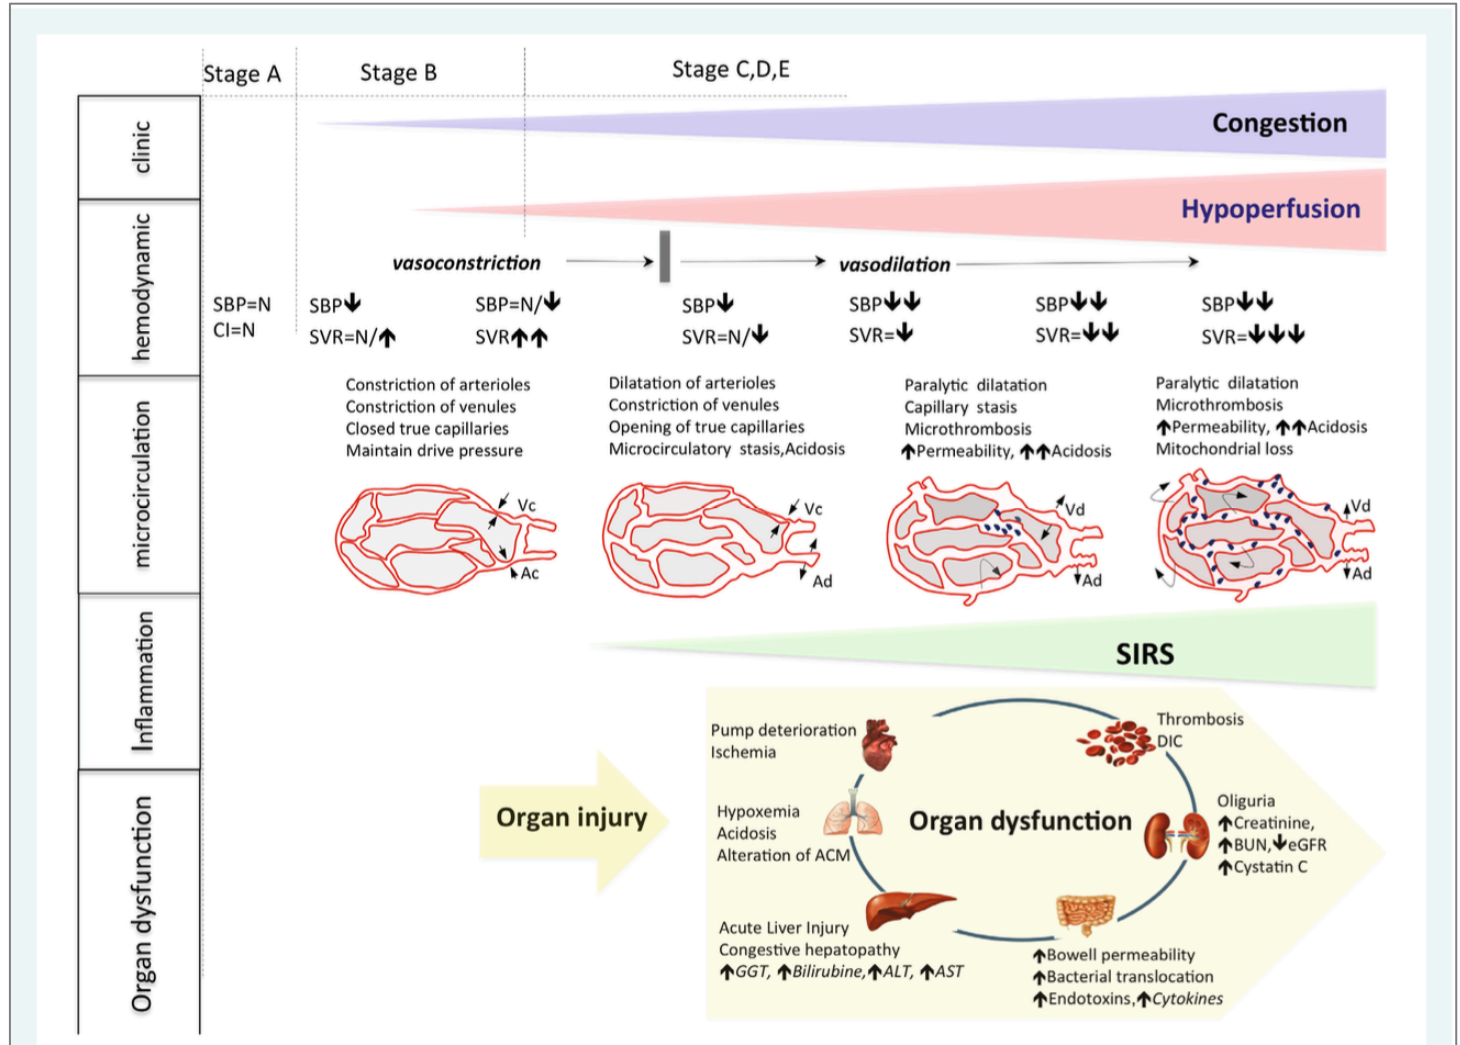 Stage A
Stage B
Stage C,D,E
clinic
Congestion
Hypoperfusion
hemodynamic
vasoconstriction
vasodilation
SBP=N
CI=N
SBP🡇
SVR=N/🡅
SBP=N/🡇
SVR🡅🡅
SBP🡇
SVR=N/🡇
SBP🡇🡇
SVR=🡇
SBP🡇🡇
SVR=🡇🡇
SBP🡇🡇
SVR=🡇🡇🡇
microcirculation
Constriction of arterioles
Constriction of venules
Closed true capillaries
Maintain drive pressure
Dilatation of arterioles
Constriction of venules
Opening of true capillaries
Microcirculatory stasis,Acidosis
Paralytic dilatation
Capillary stasis
Microthrombosis
🡅Permeability, 🡅🡅Acidosis
Paralytic dilatation
Microthrombosis
🡅Permeability, 🡅🡅Acidosis
Mitochondrial loss
Vc
Ac
Vc
Ad
Vd
Ad
Vd
Ad
Inflammation
SIRS
Organ dysfunction
Organ injury
Organ dysfunction
Pump deterioration
Ischemia
Hypoxemia
Acidosis
Alteration of ACM
Acute Liver Injury
Congestive hepatopathy
🡅GGT, 🡅Bilirubine,🡅ALT, 🡅AST
Thrombosis
DIC
Oliguria
🡅Creatinine,
🡅BUN,🡇eGFR
🡅Cystatin C
🡅Bowell permeability
🡅Bacterial translocation
🡅Endotoxins,🡅Cytokines